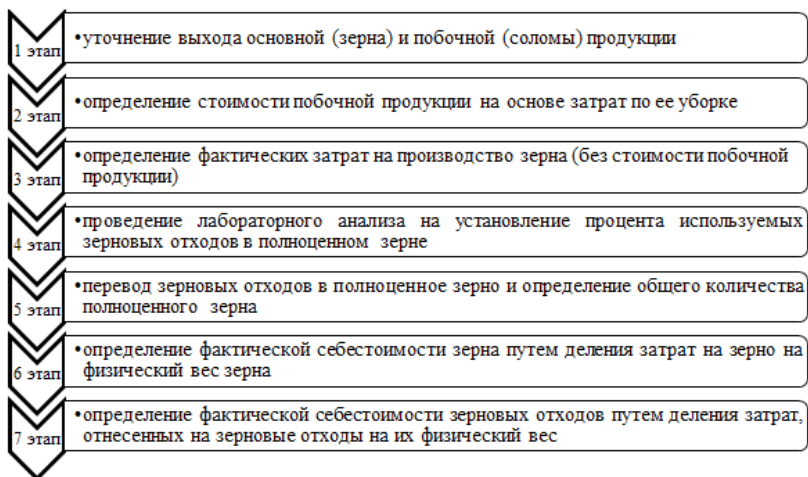 1 этап
•уточнение выхода основной (зерна) и побочной (соломы) продукции
2 этап
•определение стоимости побочной продукции на основе затрат по ее уборке
3 этап
•определение фактических затрат на производство зерна (без стоимости побочной
продукции)
4 этап
•проведение лабораторного анализа на установление процента используемых
зерновых отходов в полноценном зерне
5 этап
•перевод зерновых отходов в полноценное зерно и определение общего количества
полноценного зерна
6 этап
•определение фактической себестоимости зерна путем деления затрат на зерно на
физический вес зерна
7 этап
•определение фактической себестоимости зерновых отходов путем деления затрат,
отнесенных на зерновые отходы на их физический вес